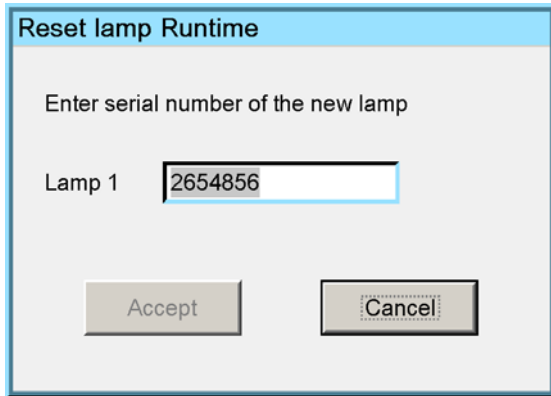 Reset lamp Runtime
Enter serial number of the new lamp
Lamp 1 2654856
Accept Cancel